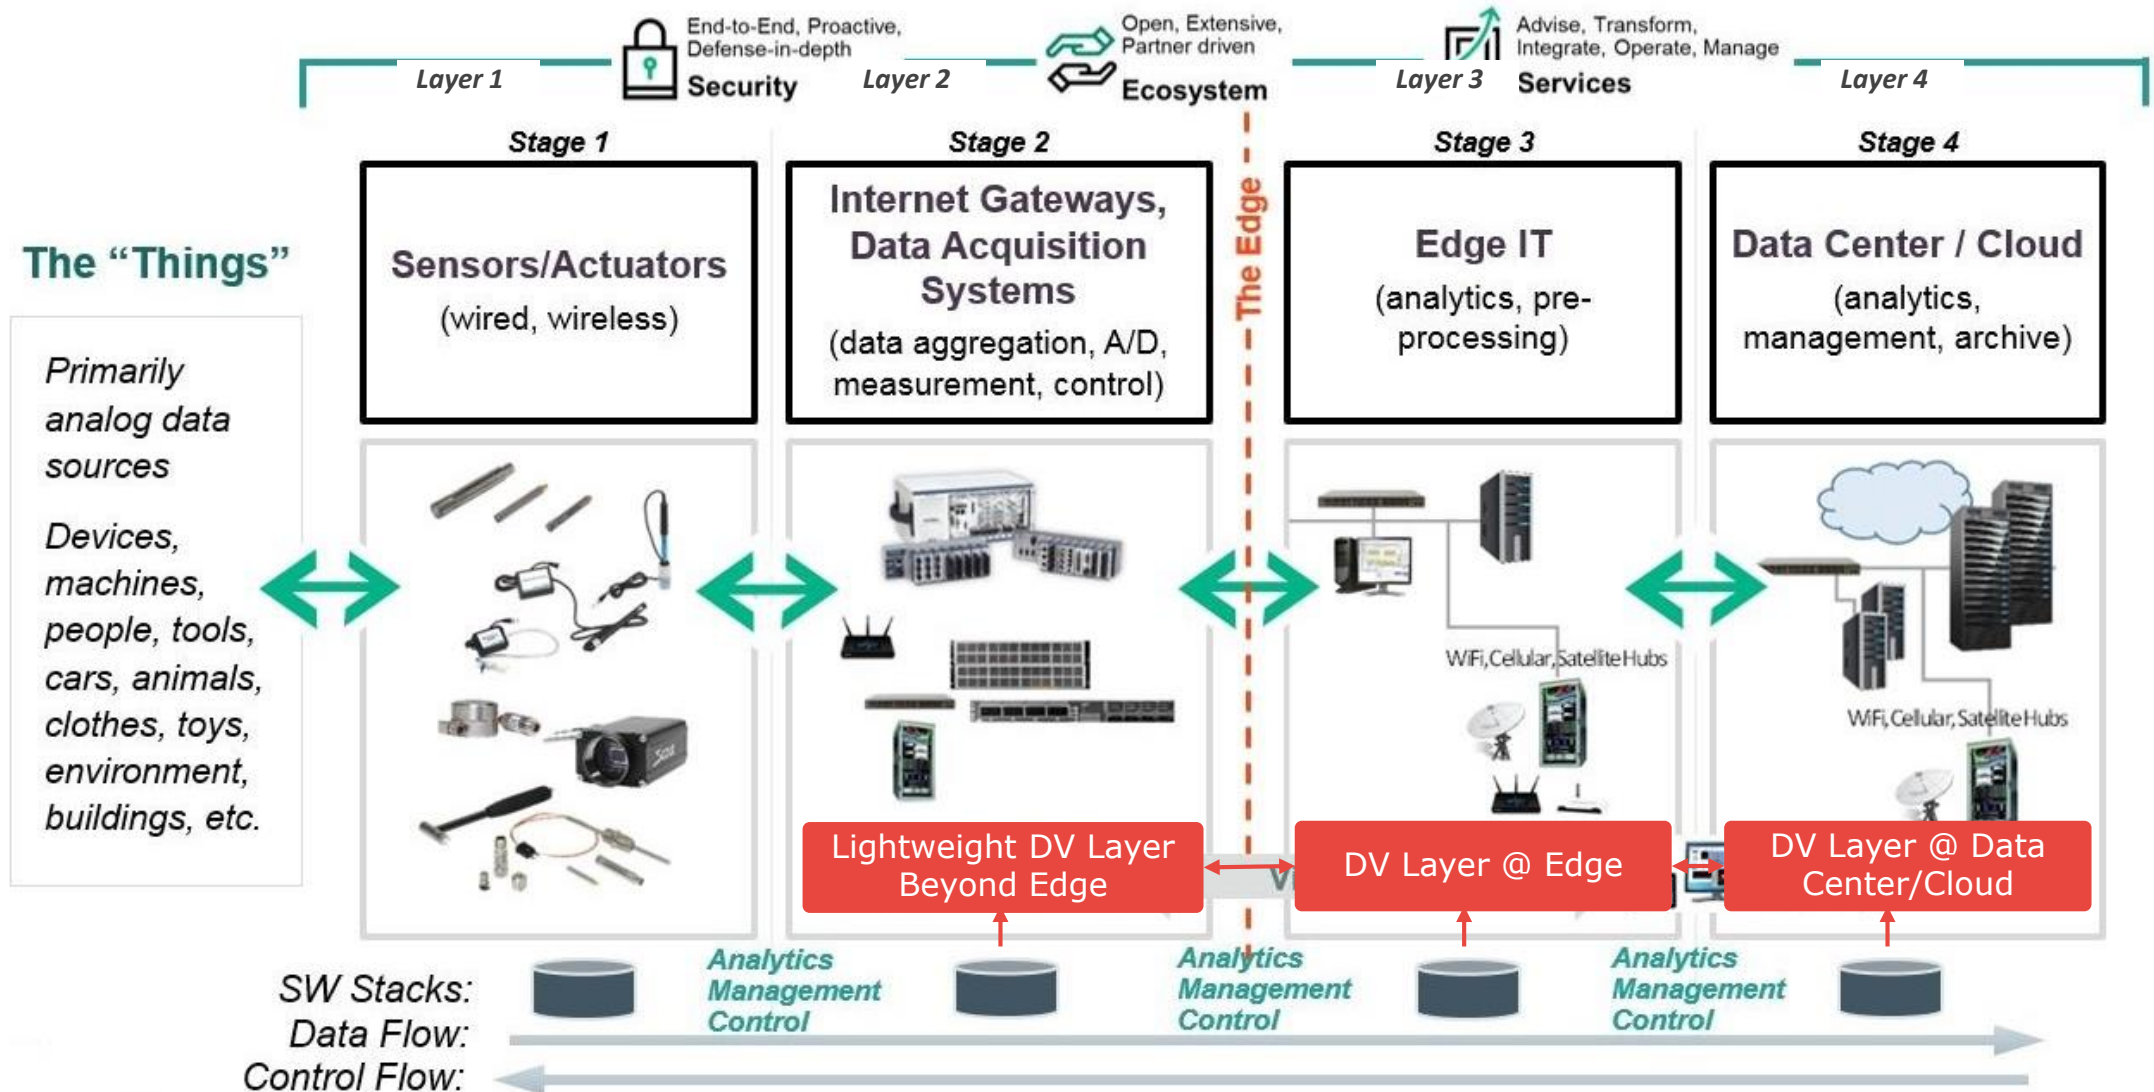 End-to-End, Proactive,
Defense-in-depth
Security
Open, Extensive,
Partner driven
Ecosystem
Advise, Transform,
Integrate, Operate, Manage
Services
Layer 1
Layer 2
Layer 3
Layer 4
Stage 1
Stage 2
Stage 3
Stage 4
The “Things”
Primarily
analog data
sources
Devices,
machines,
people, tools,
cars, animals,
clothes, toys,
environment,
buildings, etc.
Sensors/Actuators
(wired, wireless)
Internet Gateways,
Data Acquisition
Systems
(data aggregation, A/D,
measurement, control)
The Edge
Edge IT
(analytics, pre-
processing)
Data Center / Cloud
(analytics,
management, archive)
WiFi, Cellular, Satellite Hubs
WiFi, Cellular, Satellite Hubs
Lightweight DV Layer
Beyond Edge
DV Layer @ Edge
DV Layer @ Data
Center/Cloud
Analytics
Management
Control
Analytics
Management
Control
Analytics
Management
Control
SW Stacks:
Data Flow:
Control Flow: